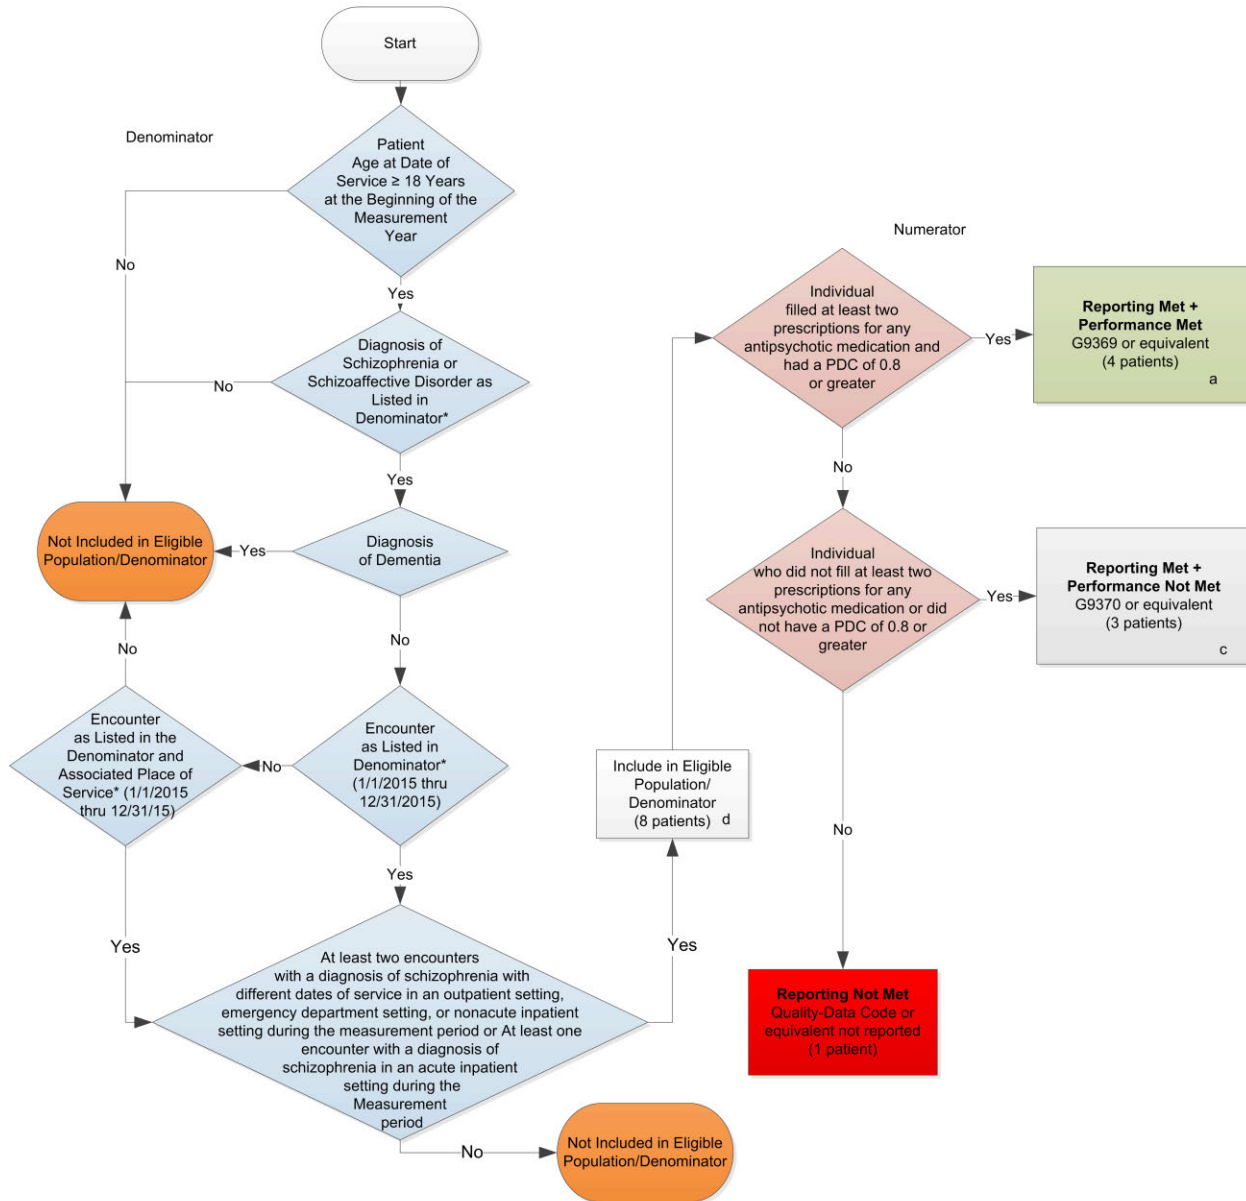 Start
Denominator
Patient
Age at Date of
Service ≥ 18 Years
at the Beginning of the
Measurement
Year
No
Yes
Diagnosis of
Schizophrenia or
Schizoaffective Disorder as
Listed in
Denominator*
No
Yes
Not Included in Eligible
Population/Denominator
Yes
Diagnosis
of Dementia
No
No
Encounter
as Listed in the
Denominator and
Associated Place of
Service* (1/1/2015
thru 12/31/15)
No
Encounter
as Listed in
Denominator*
(1/1/2015 thru
12/31/2015)
Yes
Yes
At least two encounters
with a diagnosis of schizophrenia with
different dates of service in an outpatient setting,
emergency department setting, or nonacute inpatient
setting during the measurement period or At least one
encounter with a diagnosis of
schizophrenia in an acute inpatient
setting during the
Measurement
period
No
Not Included in Eligible
Population/Denominator
Yes
Include in Eligible
Population/
Denominator
(8 patients) d
Numerator
Individual
filled at least two
prescriptions for any
antipsychotic medication and
had a PDC of 0.8
or greater
Yes
Reporting Met +
Performance Met
G9369 or equivalent
(4 patients)
a
No
Individual
who did not fill at least two
prescriptions for any
antipsychotic medication or did
not have a PDC of 0.8 or
greater
Yes
Reporting Met +
Performance Not Met
G9370 or equivalent
(3 patients)
c
No
Reporting Not Met
Quality-Data Code or
equivalent not reported
(1 patient)